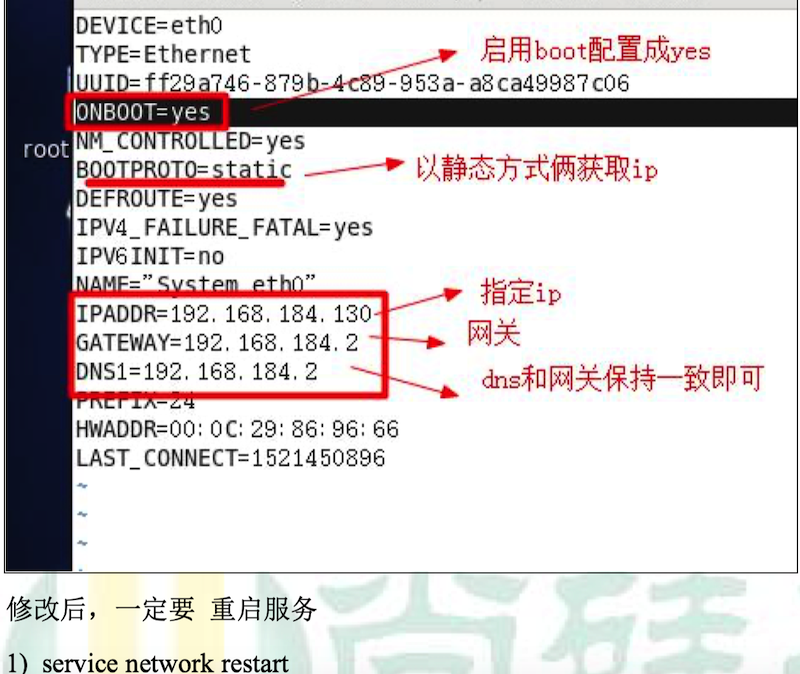 DEVICE=eth0
TYPE=Ethernet
启用boot配置成yes
UUID=ff29a746-879b-4c89-953a-a8ca49987c06
ONBOOT=yes
root
NM_CONTROLLED=yes
BOOTPROTO=static
以静态方式俩获取ip
DEFROUTE=yes
IPV4_FAILURE_FATAL=yes
IPV6INIT=no
NAME="System eth0"
指定ip
IPADDR=192.168.184.130
网关
GATEWAY=192.168.184.2
DNS1=192.168.184.2
dns和网关保持一致即可
PREFIX=24
HWADDR=00:0C:29:86:96:66
LAST_CONNECT=1521450896
~
~
~
修改后，一定要 重启服务
1) service network restart
尚硅